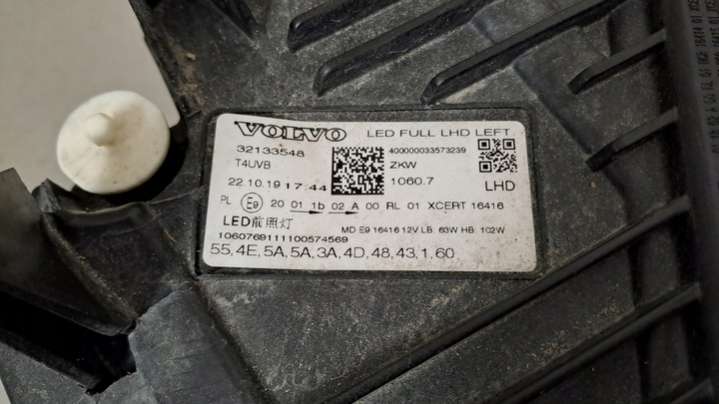 VOLVO LED FULL LHD LEFT
32133548 400000033573239
T4UVB ZKW
22.10.19 17:44 1060.7 LHD
PL E9 20 01 1b 02 A 00 RL 01 XCERT 16416
LED前照灯 MD E9 16416 12V LB: 63W HB: 102W
1060769111100574569
55,4E,5A,5A,3A,4D,48,43,1,60